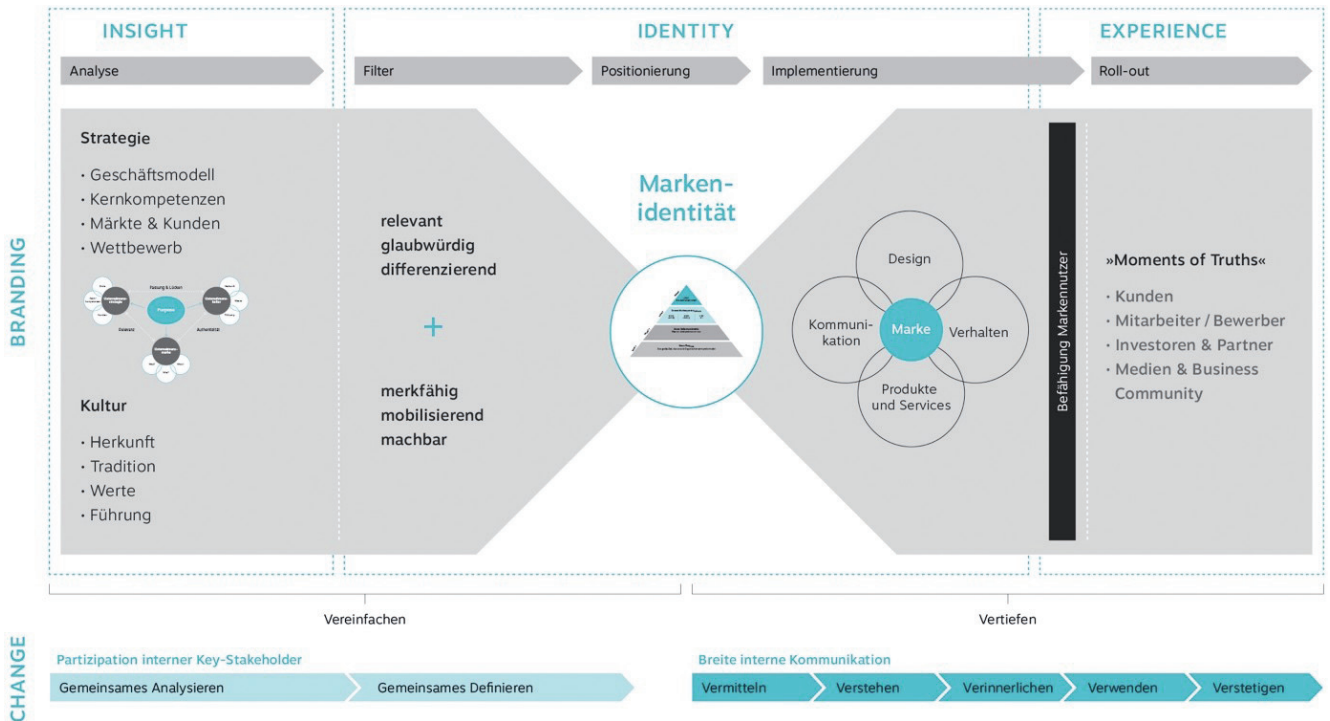 INSIGHT
IDENTITY
EXPERIENCE
Analyse
Filter
Positionierung
Implementierung
Roll-out
BRANDING
Strategie
· Geschäftsmodell
· Kernkompetenzen
· Märkte & Kunden
· Wettbewerb
Kultur
· Herkunft
· Tradition
· Werte
· Führung
relevant
glaubwürdig
differenzierend
+
merkfähig
mobilisierend
machbar
Marken-
identität
Design
Kommuni-
kation
Marke
Verhalten
Produkte
und Services
Befähigung Markennutzer
»Moments of Truths«
· Kunden
· Mitarbeiter / Bewerber
· Investoren & Partner
· Medien & Business
Community
Vereinfachen
Vertiefen
CHANGE
Partizipation interner Key-Stakeholder
Gemeinsames Analysieren
Gemeinsames Definieren
Breite interne Kommunikation
Vermitteln
Verstehen
Verinnerlichen
Verwenden
Verstetigen